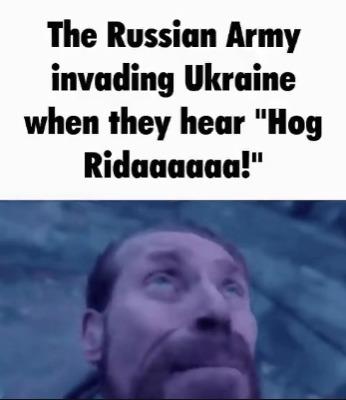 The Russian Army
invading Ukraine
when they hear "Hog
Ridaaaaaa!"